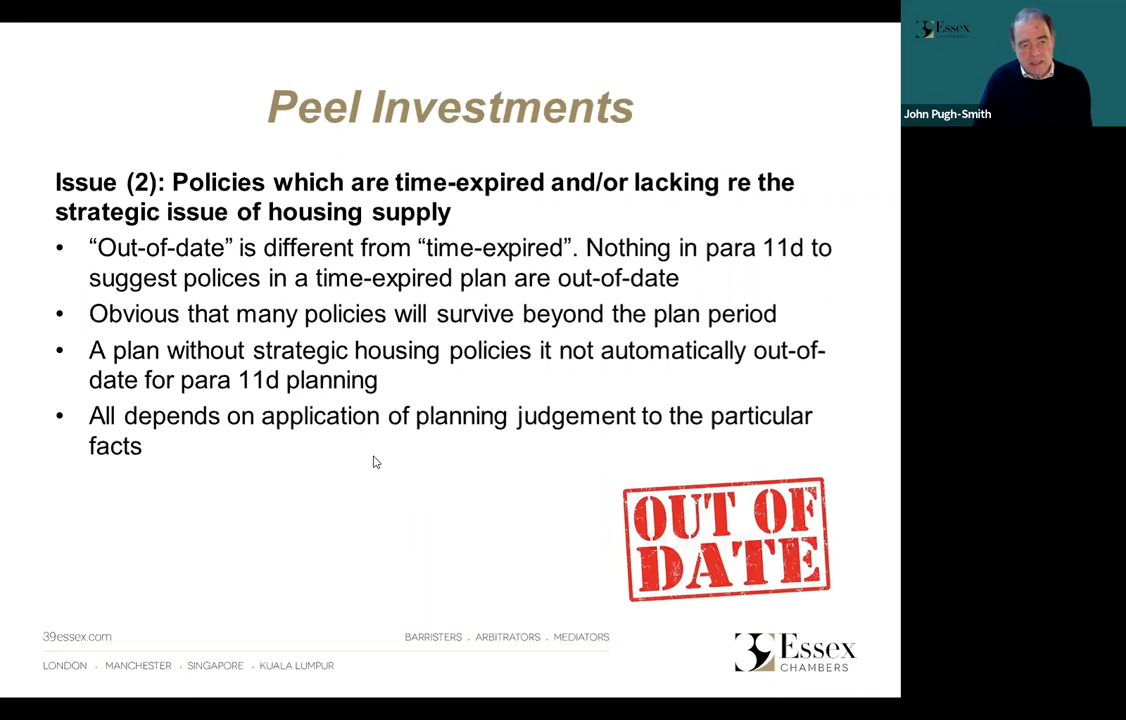 Peel Investments
Issue (2): Policies which are time-expired and/or lacking re the
strategic issue of housing supply
• “Out-of-date” is different from “time-expired”. Nothing in para 11d to
suggest polices in a time-expired plan are out-of-date
• Obvious that many policies will survive beyond the plan period
• A plan without strategic housing policies it not automatically out-of-
date for para 11d planning
• All depends on application of planning judgement to the particular
facts
OUT OF
DATE
39essex.com
BARRISTERS . ARBITRATORS . MEDIATORS
LONDON . MANCHESTER . SINGAPORE . KUALA LUMPUR
39 Essex
CHAMBERS
39 Essex
CHAMBERS
John Pugh-Smith